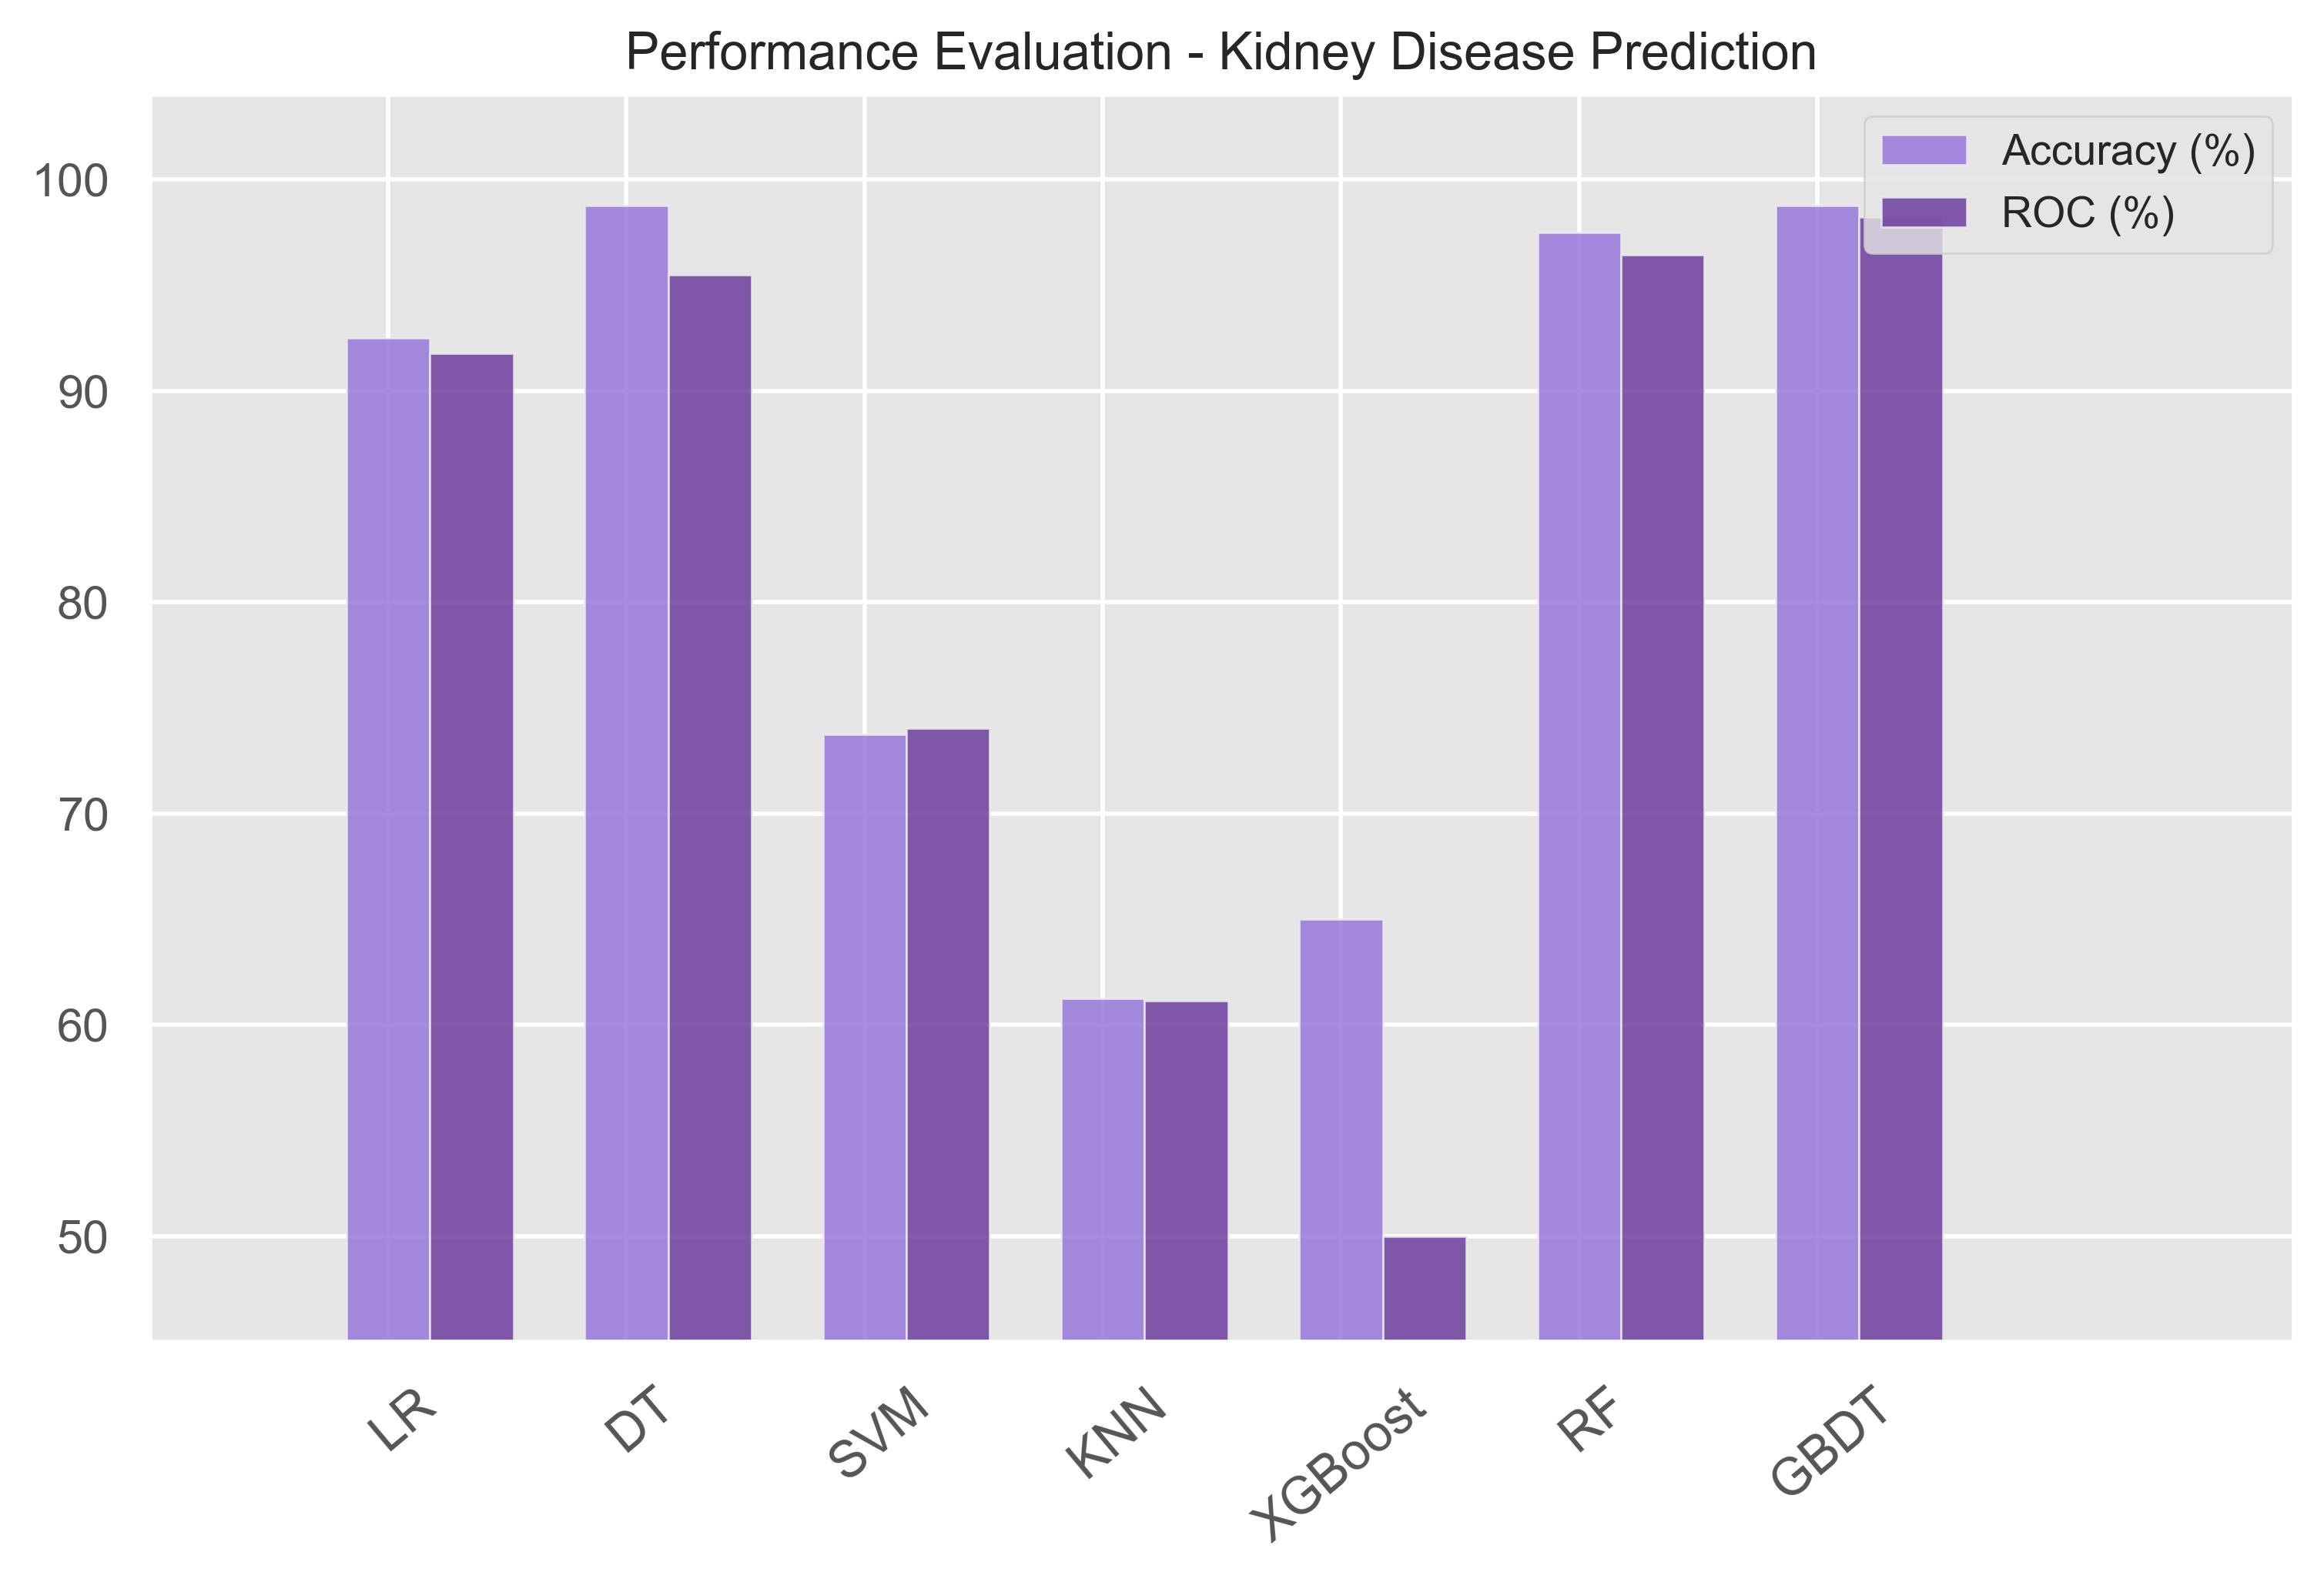 Performance Evaluation - Kidney Disease Prediction
Accuracy (%)
ROC (%)
100
90
80
70
60
50
LR
DT
SVM
KNN
XGBoost
RF
GBDT